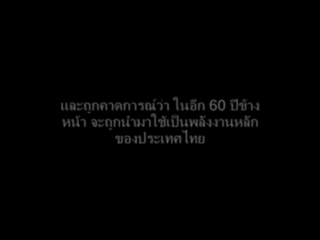 และถูกคาดการณ์ว่า ในอีก 60 ปีข้าง
หน้า จะถูกนำมาใช้เป็นพลังงานหลัก
ของประเทศไทย